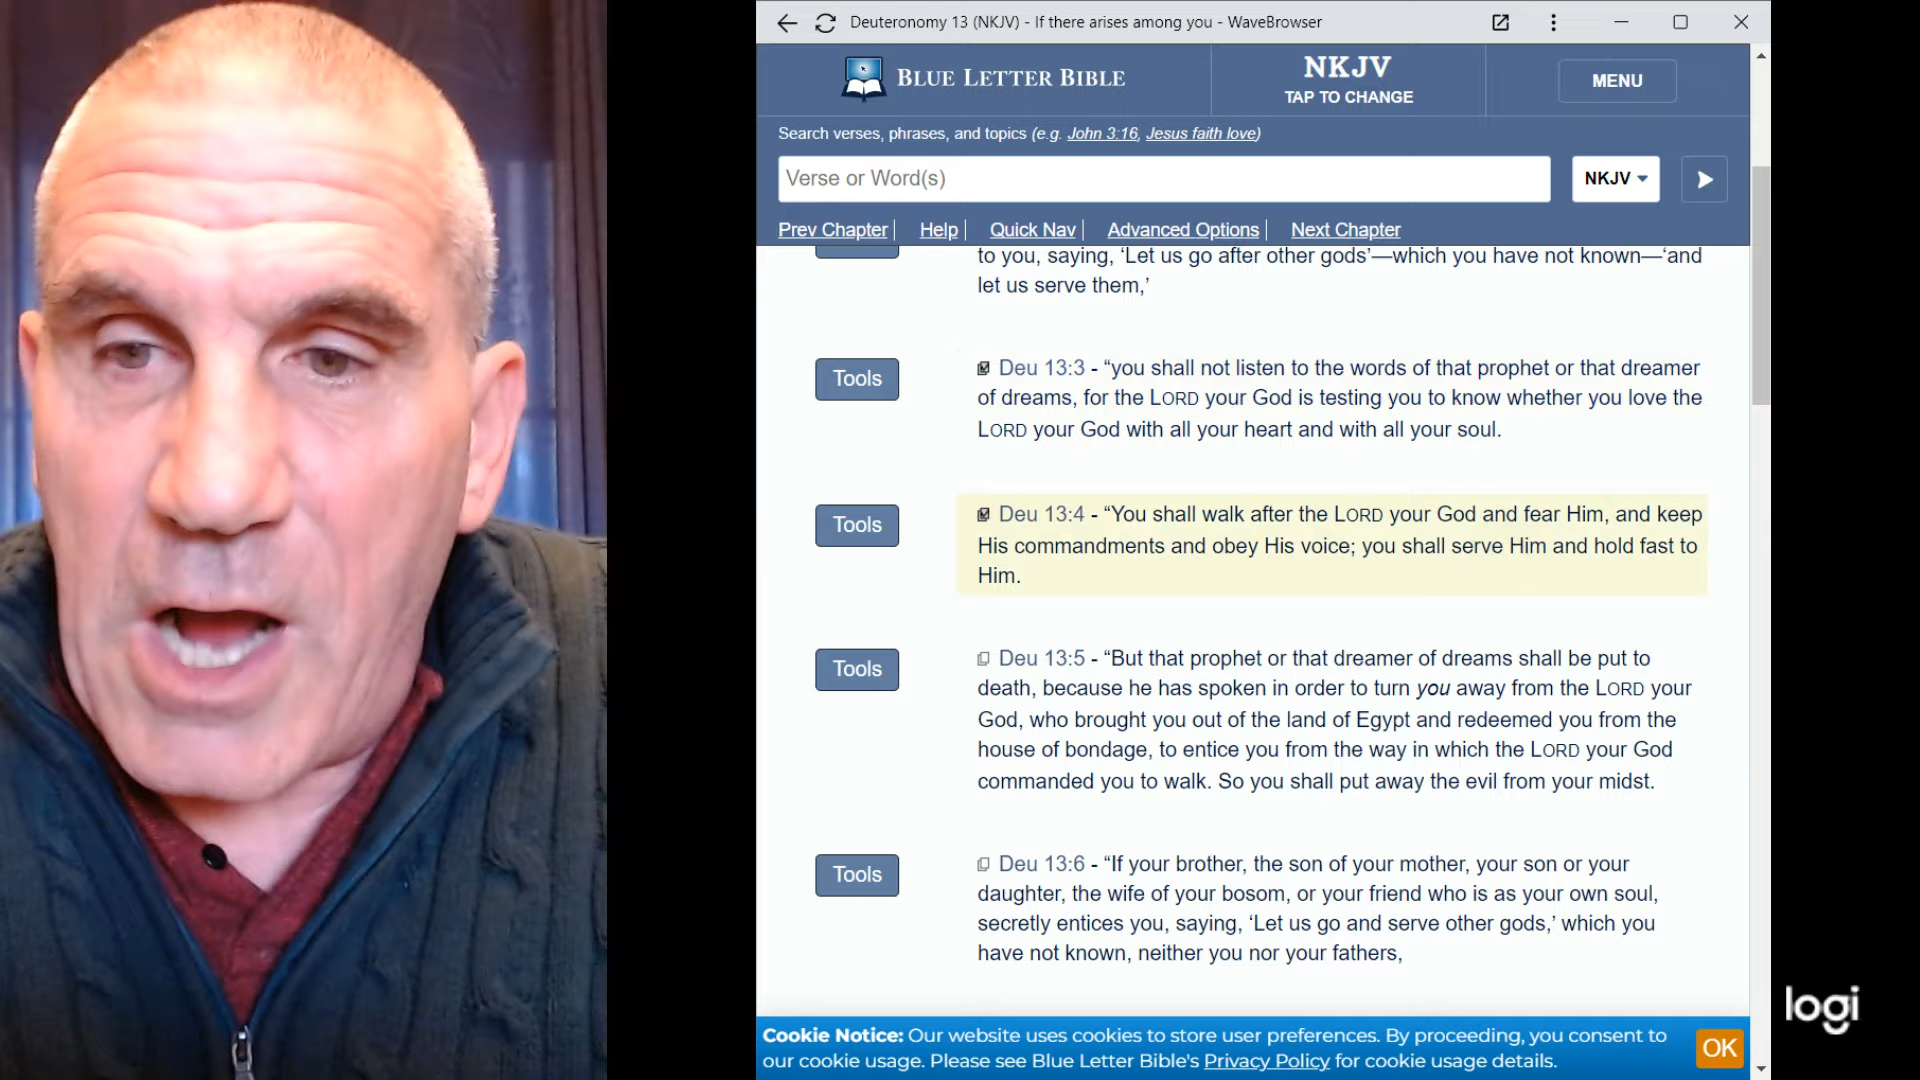 Deuteronomy 13 (NKJV) - If there arises among you - WaveBrowser
BLUE LETTER BIBLE
NKJV
TAP TO CHANGE
MENU
Search verses, phrases, and topics (e.g. John 3:16, Jesus faith love)
Verse or Word(s)
NKJV
Prev Chapter
Help
Quick Nav
Advanced Options
Next Chapter
to you, saying, ‘Let us go after other gods’—which you have not known—‘and
let us serve them,’
Tools
Deu 13:3 - “you shall not listen to the words of that prophet or that dreamer
of dreams, for the LORD your God is testing you to know whether you love the
LORD your God with all your heart and with all your soul.
Tools
Deu 13:4 - “You shall walk after the LORD your God and fear Him, and keep
His commandments and obey His voice; you shall serve Him and hold fast to
Him.
Tools
Deu 13:5 - “But that prophet or that dreamer of dreams shall be put to
death, because he has spoken in order to turn you away from the LORD your
God, who brought you out of the land of Egypt and redeemed you from the
house of bondage, to entice you from the way in which the LORD your God
commanded you to walk. So you shall put away the evil from your midst.
Tools
Deu 13:6 - “If your brother, the son of your mother, your son or your
daughter, the wife of your bosom, or your friend who is as your own soul,
secretly entices you, saying, ‘Let us go and serve other gods,’ which you
have not known, neither you nor your fathers,
Cookie Notice: Our website uses cookies to store user preferences. By proceeding, you consent to
our cookie usage. Please see Blue Letter Bible's Privacy Policy for cookie usage details.
OK
logi